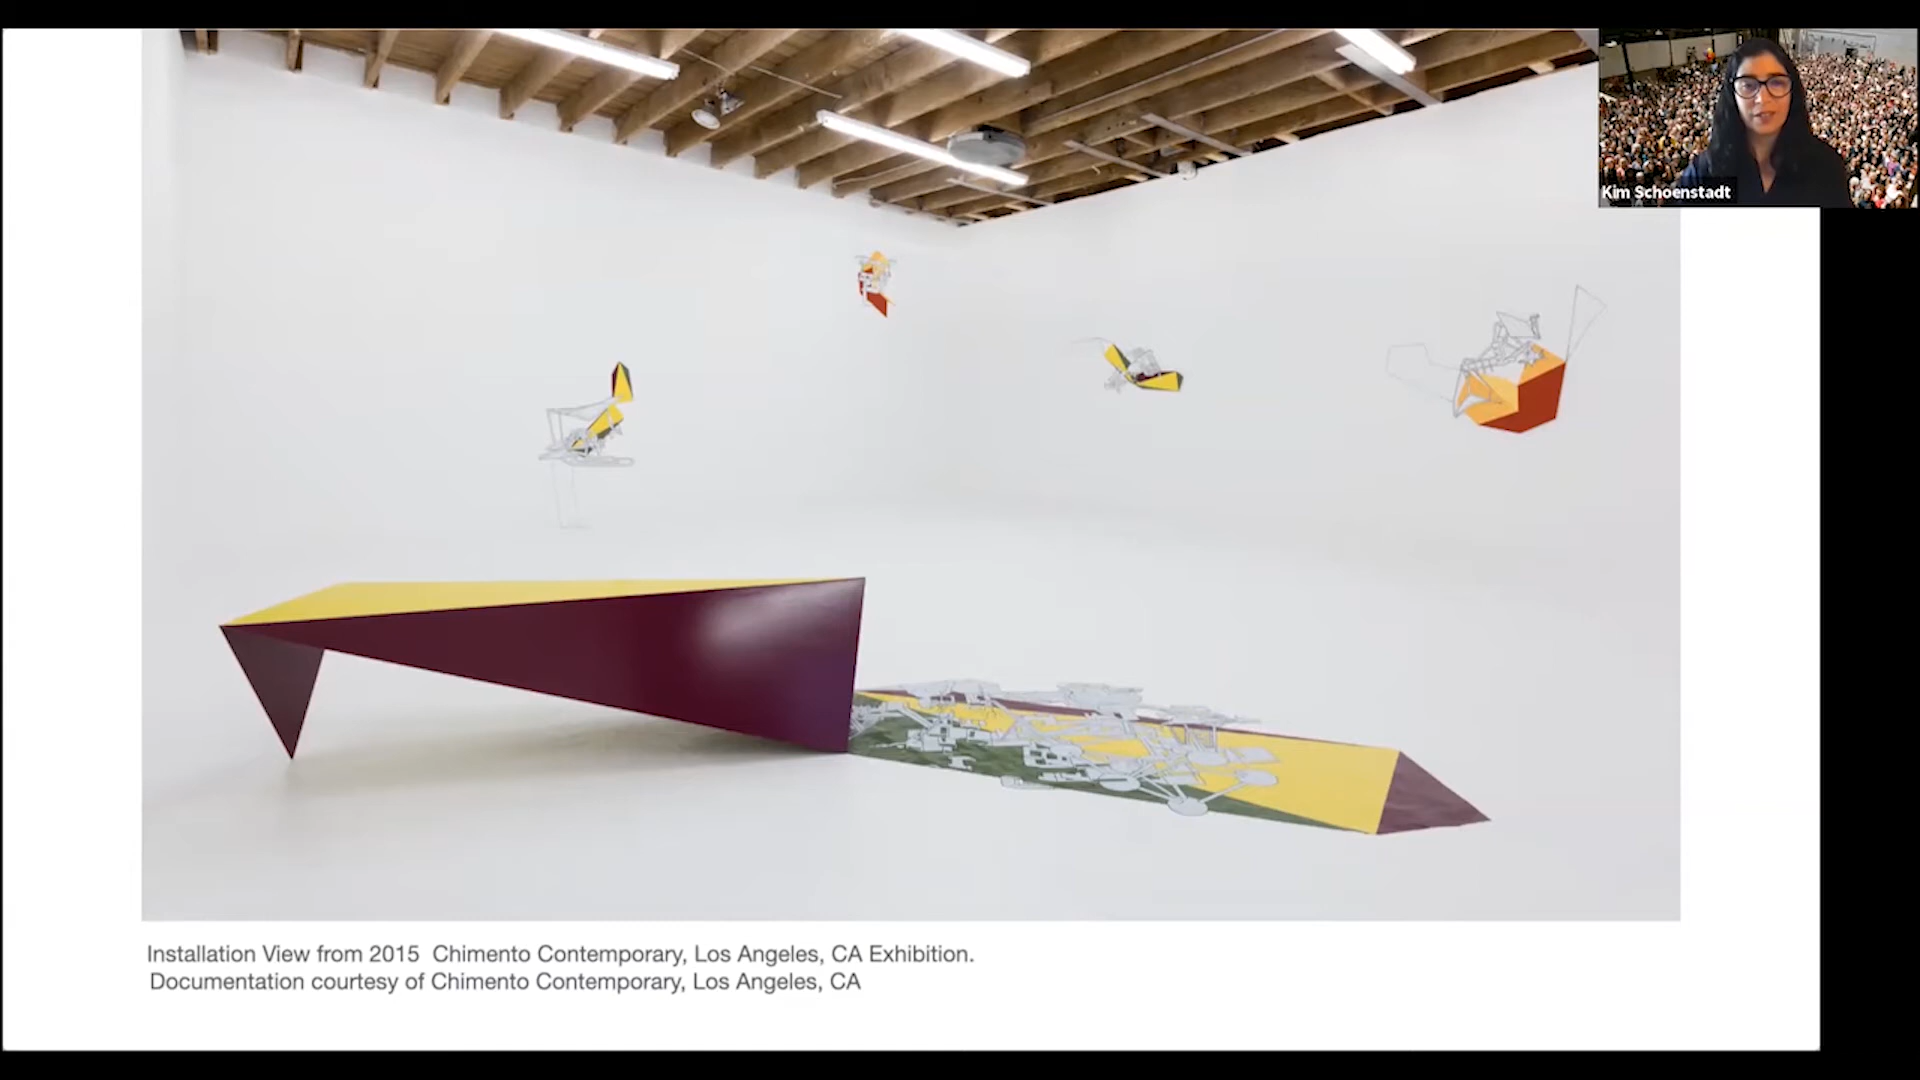 Kim Schoenstadt
Installation View from 2015 Chimento Contemporary, Los Angeles, CA Exhibition.
Documentation courtesy of Chimento Contemporary, Los Angeles, CA